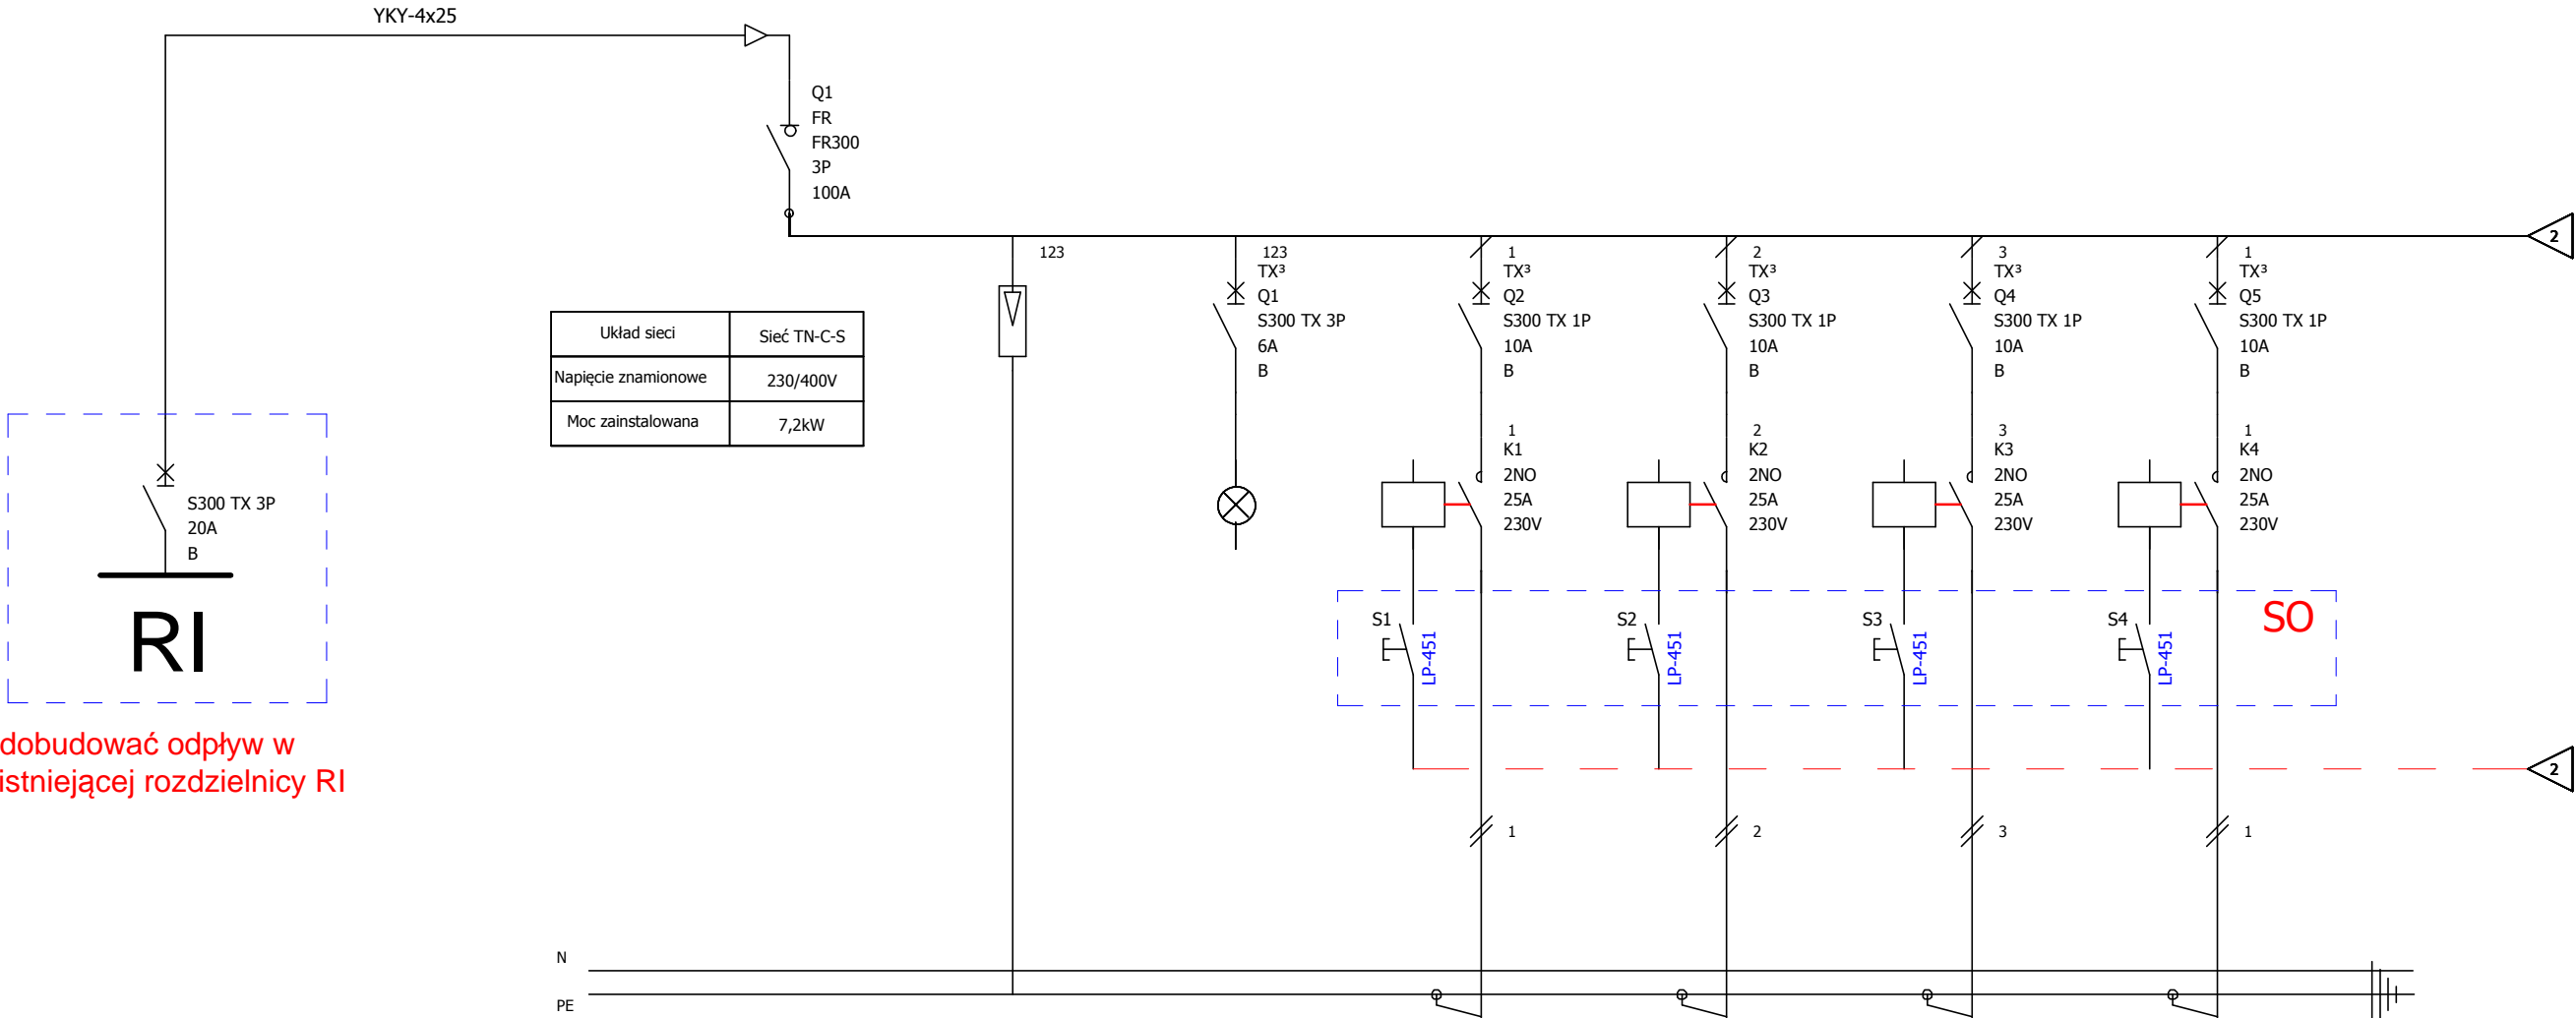 YKY-4x25
Q1
FR
FR300
3P
100A
123
123
TX³
Q1
S300 TX 3P
6A
B
1
TX³
Q2
S300 TX 1P
10A
B
2
TX³
Q3
S300 TX 1P
10A
B
3
TX³
Q4
S300 TX 1P
10A
B
1
TX³
Q5
S300 TX 1P
10A
B
2
Układ sieci Sieć TN-C-S
Napięcie znamionowe 230/400V
Moc zainstalowana 7,2kW
S300 TX 3P
20A
B
RI
dobudować odpływ w
istniejącej rozdzielnicy RI
1
K1
2NO
25A
230V
2
K2
2NO
25A
230V
3
K3
2NO
25A
230V
1
K4
2NO
25A
230V
SO
S1
LP-451
S2
LP-451
S3
LP-451
S4
LP-451
2
1
2
3
1
N
PE